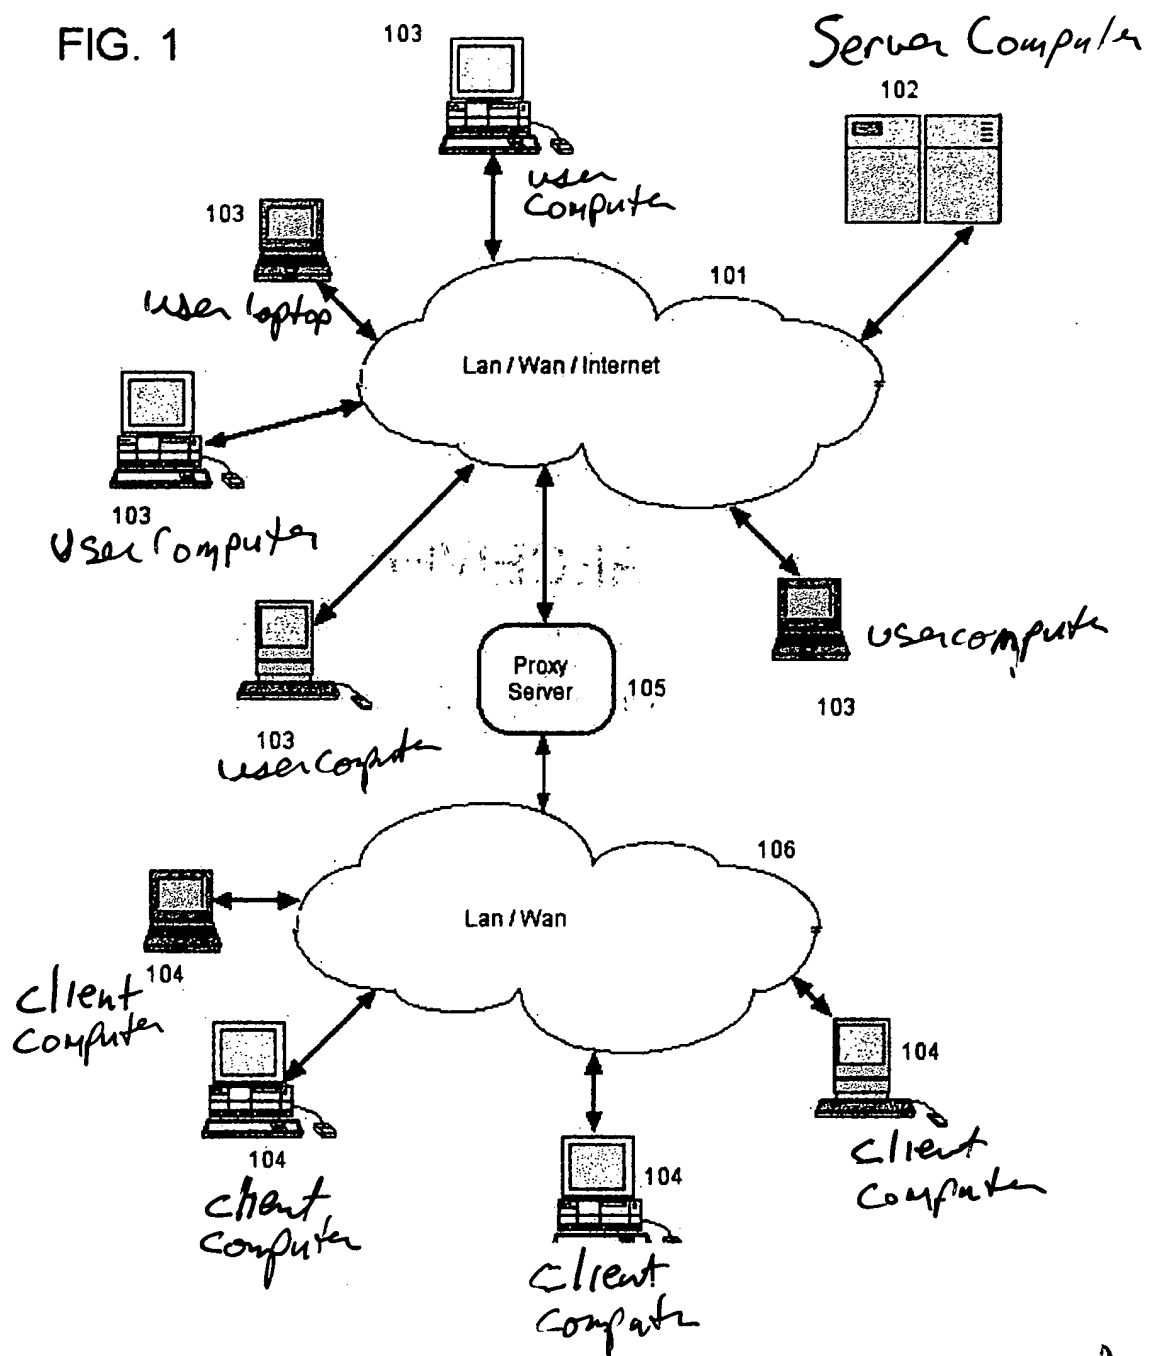 FIG. 1
103
Server Computer
102
user
computer
103
user laptop
101
Lan / Wan / Internet
103
User Computer
Proxy
Server
105
usercomputer
103
103
usercomputer
106
Lan / Wan
104
client
computer
104
104
client
computer
104
client
computer
client
computer